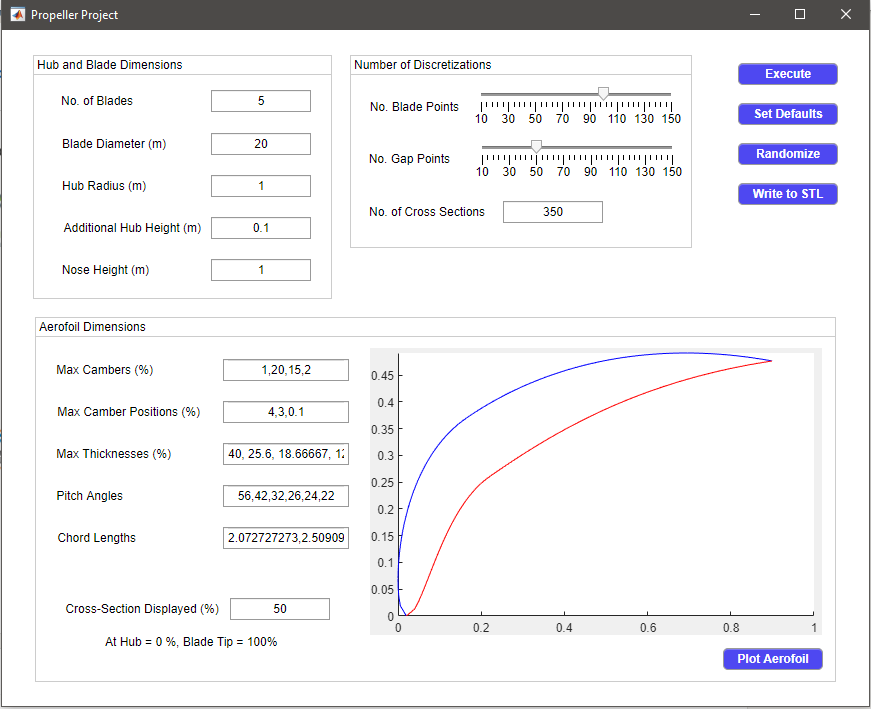 Propeller Project
Hub and Blade Dimensions
No. of Blades 5
Blade Diameter (m) 20
Hub Radius (m) 1
Additional Hub Height (m) 0.1
Nose Height (m) 1
Number of Discretizations
No. Blade Points
10 30 50 70 90 110 130 150
No. Gap Points
10 30 50 70 90 110 130 150
No. of Cross Sections 350
Execute
Set Defaults
Randomize
Write to STL
Aerofoil Dimensions
Max Cambers (%) 1,20,15,2
Max Camber Positions (%) 4,3,0.1
Max Thicknesses (%) 40, 25.6, 18.66667, 12
Pitch Angles 56,42,32,26,24,22
Chord Lengths 2.072727273,2.50909
Cross-Section Displayed (%) 50
At Hub = 0 %, Blade Tip = 100%
0.45
0.4
0.35
0.3
0.25
0.2
0.15
0.1
0.05
0
0 0.2 0.4 0.6 0.8 1
Plot Aerofoil